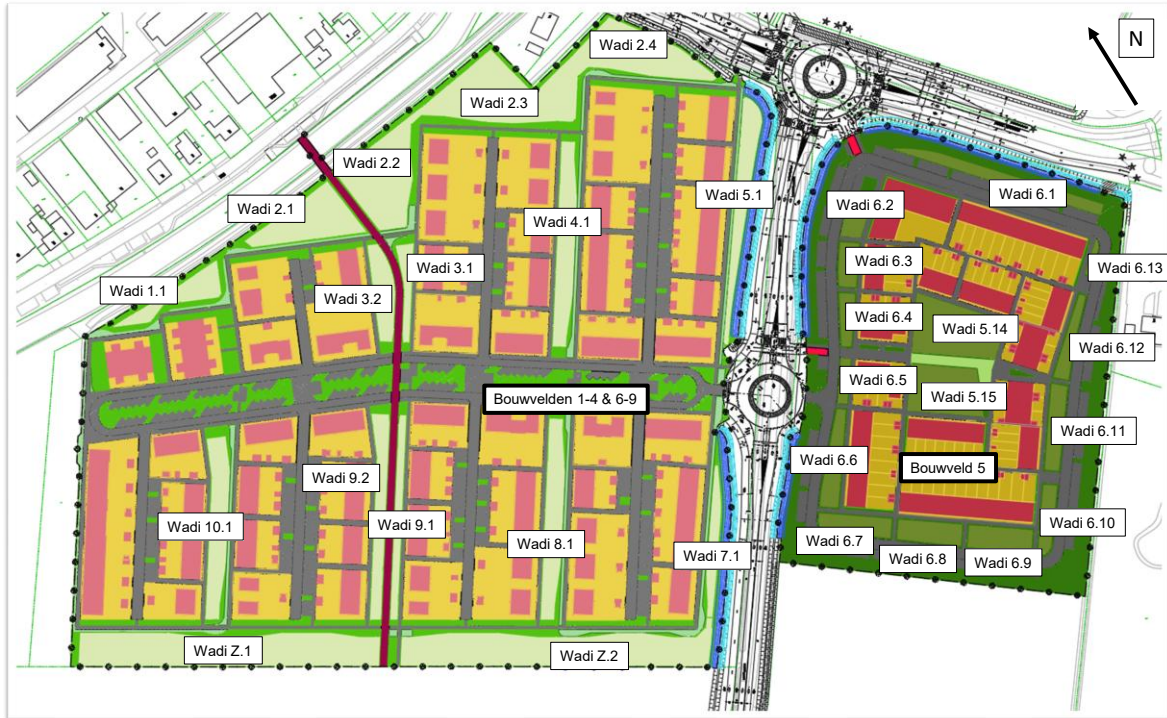 N
Wadi 2.4
Wadi 2.3
Wadi 2.2
Wadi 2.1
Wadi 1.1
Wadi 3.2
Wadi 3.1
Wadi 4.1
Wadi 5.1
Wadi 6.1
Wadi 6.2
Wadi 6.3
Wadi 6.13
Wadi 6.4
Wadi 5.14
Wadi 6.12
Wadi 6.5
Wadi 5.15
Bouwvelden 1-4 & 6-9
Wadi 6.11
Wadi 6.6
Bouwveld 5
Wadi 9.2
Wadi 10.1
Wadi 9.1
Wadi 8.1
Wadi 7.1
Wadi 6.10
Wadi 6.7
Wadi 6.8
Wadi 6.9
Wadi Z.1
Wadi Z.2